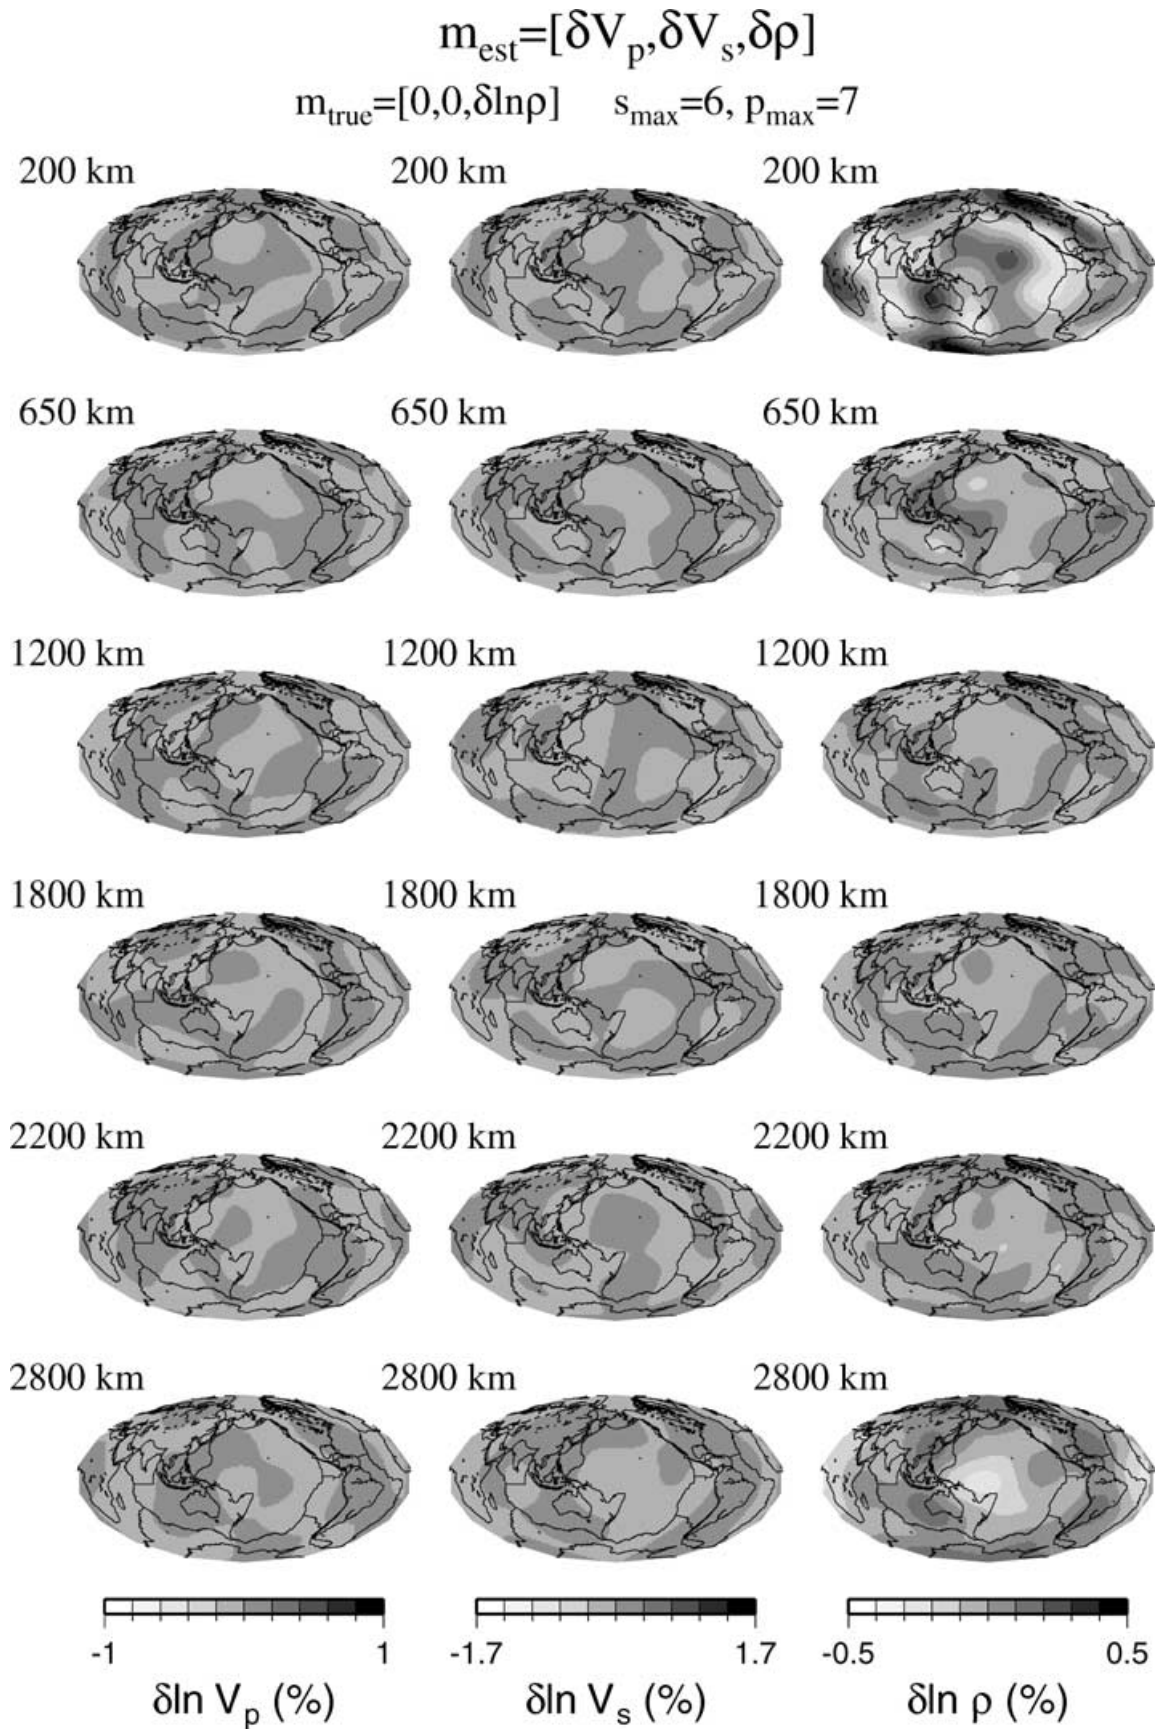 m_est=[δV_p,δV_s,δρ]
m_true=[0,0,δlnρ] s_max=6, p_max=7
200 km 200 km 200 km
650 km 650 km 650 km
1200 km 1200 km 1200 km
1800 km 1800 km 1800 km
2200 km 2200 km 2200 km
2800 km 2800 km 2800 km
-1 1 -1.7 1.7 -0.5 0.5
δln V_p (%) δln V_s (%) δln ρ (%)